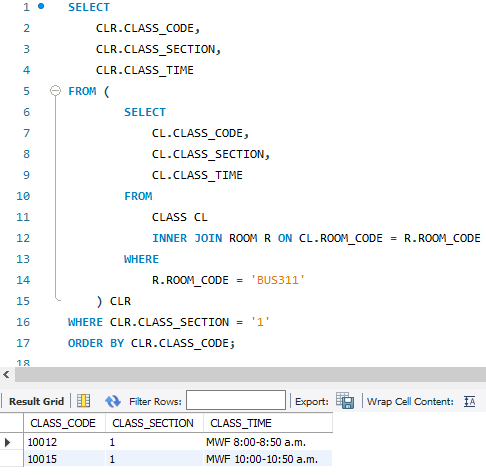 1 SELECT
2 CLR.CLASS_CODE,
3 CLR.CLASS_SECTION,
4 CLR.CLASS_TIME
5 FROM (
6 SELECT
7 CL.CLASS_CODE,
8 CL.CLASS_SECTION,
9 CL.CLASS_TIME
10 FROM
11 CLASS CL
12 INNER JOIN ROOM R ON CL.ROOM_CODE = R.ROOM_CODE
13 WHERE
14 R.ROOM_CODE = 'BUS311'
15 ) CLR
16 WHERE CLR.CLASS_SECTION = '1'
17 ORDER BY CLR.CLASS_CODE;
18
Result Grid Filter Rows: Export: Wrap Cell Content: IA
CLASS_CODE CLASS_SECTION CLASS_TIME
10012 1 MWF 8:00-8:50 a.m.
10015 1 MWF 10:00-10:50 a.m.